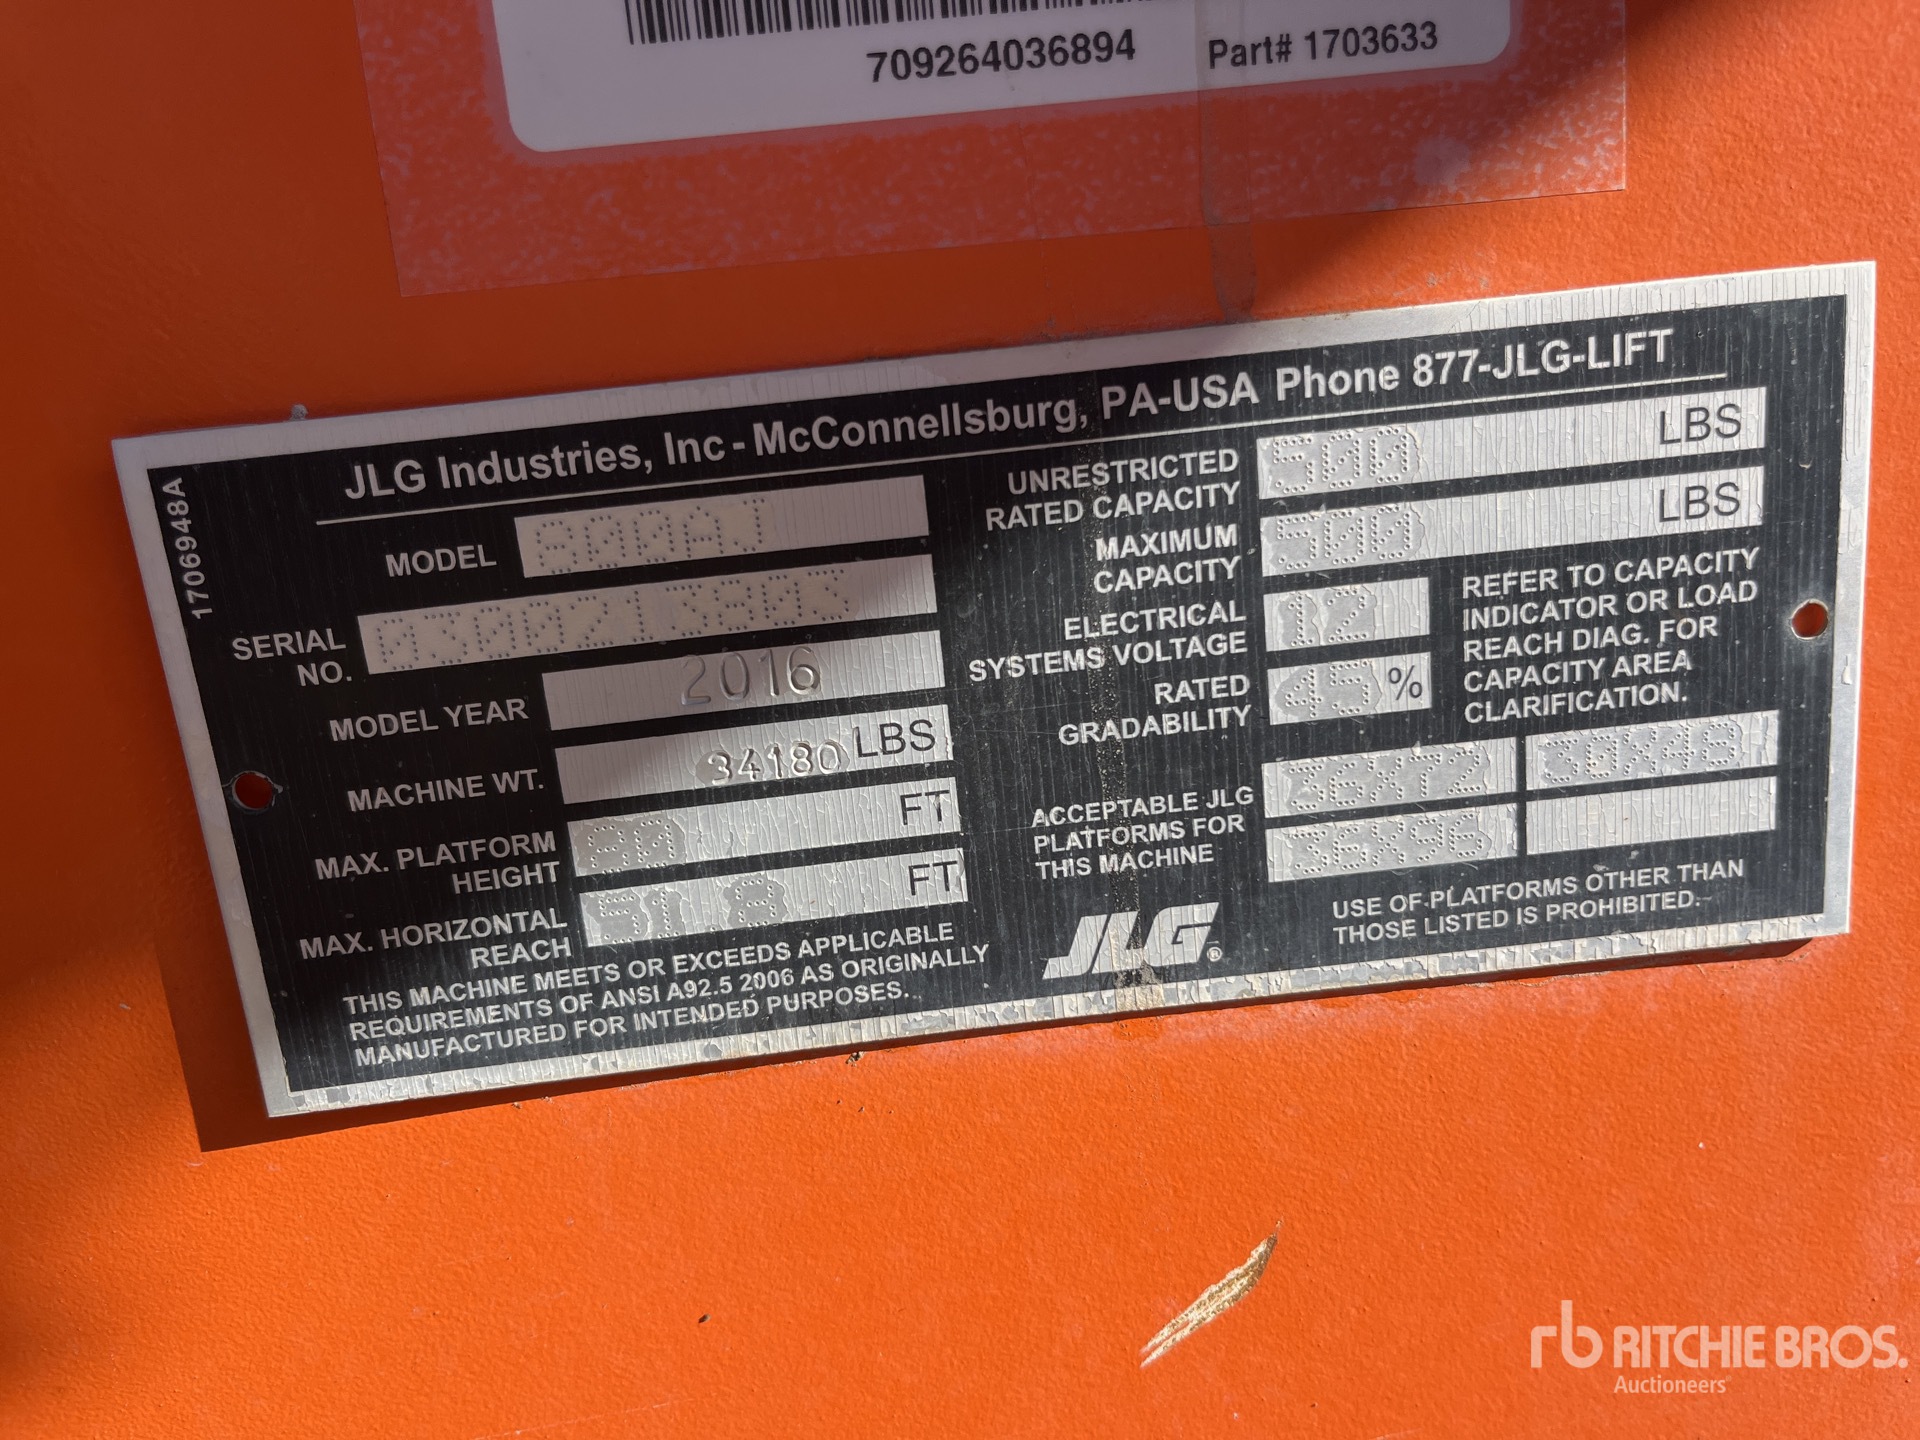 709264036894 Part# 1703633
JLG Industries, Inc - McConnellsburg, PA-USA Phone 877-JLG-LIFT
1706948A
MODEL 800AJ
SERIAL NO. 0300213803
MODEL YEAR 2016
MACHINE WT. 34180 LBS
MAX. PLATFORM HEIGHT FT
MAX. HORIZONTAL REACH FT
THIS MACHINE MEETS OR EXCEEDS APPLICABLE
REQUIREMENTS OF ANSI A92.5 2006 AS ORIGINALLY
MANUFACTURED FOR INTENDED PURPOSES.
UNRESTRICTED RATED CAPACITY 500 LBS
MAXIMUM CAPACITY 500 LBS
ELECTRICAL SYSTEMS VOLTAGE 12
RATED GRADABILITY 45 %
REFER TO CAPACITY
INDICATOR OR LOAD
REACH DIAG. FOR
CAPACITY AREA
CLARIFICATION.
ACCEPTABLE JLG
PLATFORMS FOR
THIS MACHINE
36X72 30X48
36X96
JLG®
USE OF PLATFORMS OTHER THAN
THOSE LISTED IS PROHIBITED.
rb RITCHIE BROS.
Auctioneers